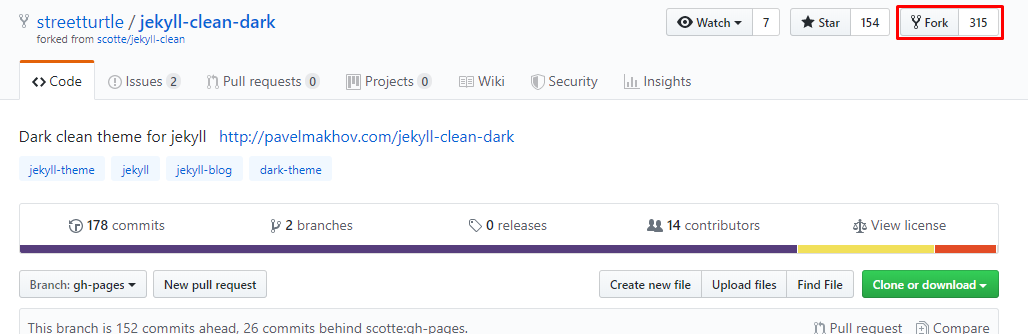 streetturtle / jekyll-clean-dark
Watch 7 Star 154 Fork 315
forked from scotte/jekyll-clean
Code Issues 2 Pull requests 0 Projects 0 Wiki Security Insights
Dark clean theme for jekyll http://pavelmakhov.com/jekyll-clean-dark
jekyll-theme jekyll jekyll-blog dark-theme
178 commits 2 branches 0 releases 14 contributors View license
Branch: gh-pages New pull request Create new file Upload files Find File Clone or download
This branch is 152 commits ahead, 26 commits behind scotte:gh-pages. Pull request Compare